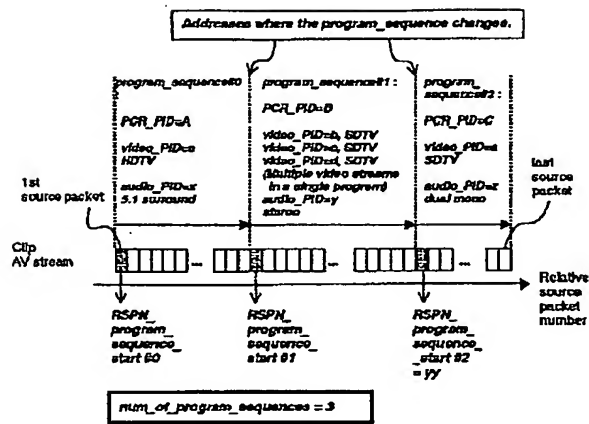 Addresses where the program_sequence changes.
program_sequence#0
PCR_PID=A
HDTV
audio_PID=x
5.1 surround
program_sequence#1 :
PCR_PID=B
video_PID=b, SDTV
video_PID=c, SDTV
video_PID=d, SDTV
(Multiple video streams
in a single program)
audio_PID=y
stereo
program_
sequence#2 :
PCR_PID=C
SDTV
audio_PID=z
dual mono
1st
source packet
last
source
packet
Clip
AV stream
...
...
...
Relative
source
packet
number
RSPN_
program_
sequence_
start #0
RSPN_
program_
sequence_
start #1
RSPN_
program_
sequence_
start #2
= yy
num_of_program_sequences = 3